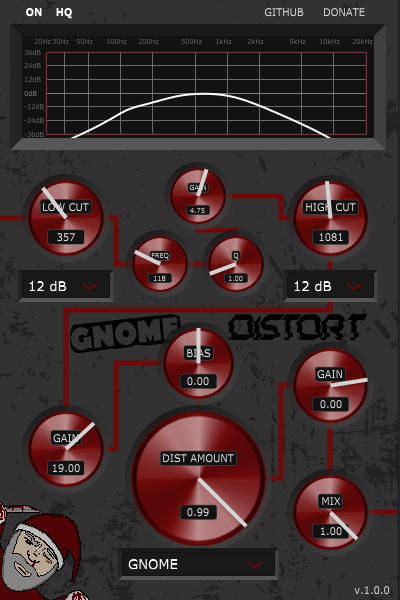 ON HQ GITHUB DONATE
20Hz 30Hz 50Hz 100Hz 200Hz 500Hz 1kHz 2kHz 5kHz 10kHz 20kHz
36dB
24dB
12dB
0dB
-12dB
-24dB
-36dB
GAIN
4.75
LOW CUT
357
HIGH CUT
1081
FREQ
118
Q
1.00
12 dB
12 dB
GNOME DISTORT
BIAS
0.00
GAIN
0.00
GAIN
19.00
DIST AMOUNT
0.99
MIX
1.00
GNOME
v.1.0.0